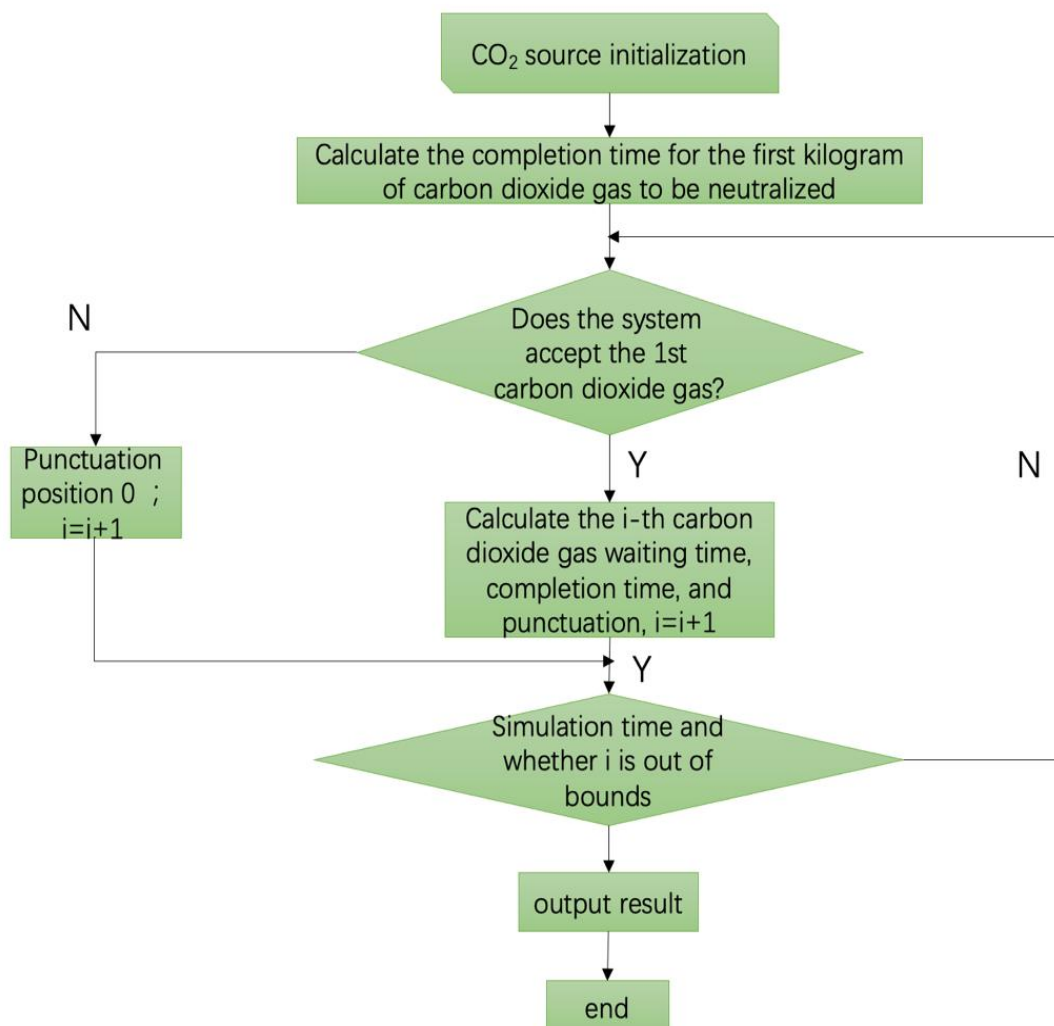 CO₂ source initialization
Calculate the completion time for the first kilogram
of carbon dioxide gas to be neutralized
N
Does the system
accept the 1st
carbon dioxide gas?
Y
N
Punctuation
position 0 ;
i=i+1
Calculate the i-th carbon
dioxide gas waiting time,
completion time, and
punctuation, i=i+1
Y
Simulation time and
whether i is out of
bounds
output result
end